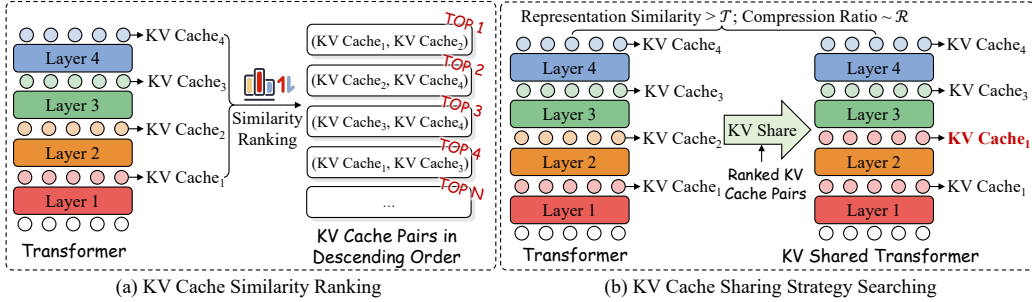 KV Cache4
Layer 4
KV Cache3
Layer 3
KV Cache2
Layer 2
KV Cache1
Layer 1
Transformer
Similarity
Ranking
TOP 1
(KV Cache1, KV Cache2)
TOP 2
(KV Cache2, KV Cache4)
TOP 3
(KV Cache3, KV Cache4)
TOP 4
(KV Cache1, KV Cache3)
TOP N
...
KV Cache Pairs in
Descending Order
(a) KV Cache Similarity Ranking
Representation Similarity > 𝒯; Compression Ratio ~ ℛ
KV Cache4
Layer 4
KV Cache3
Layer 3
KV Cache2
Layer 2
KV Cache1
Layer 1
Transformer
KV Share
Ranked KV
Cache Pairs
KV Cache4
Layer 4
KV Cache3
Layer 3
KV Cache1
Layer 2
KV Cache1
Layer 1
KV Shared Transformer
(b) KV Cache Sharing Strategy Searching